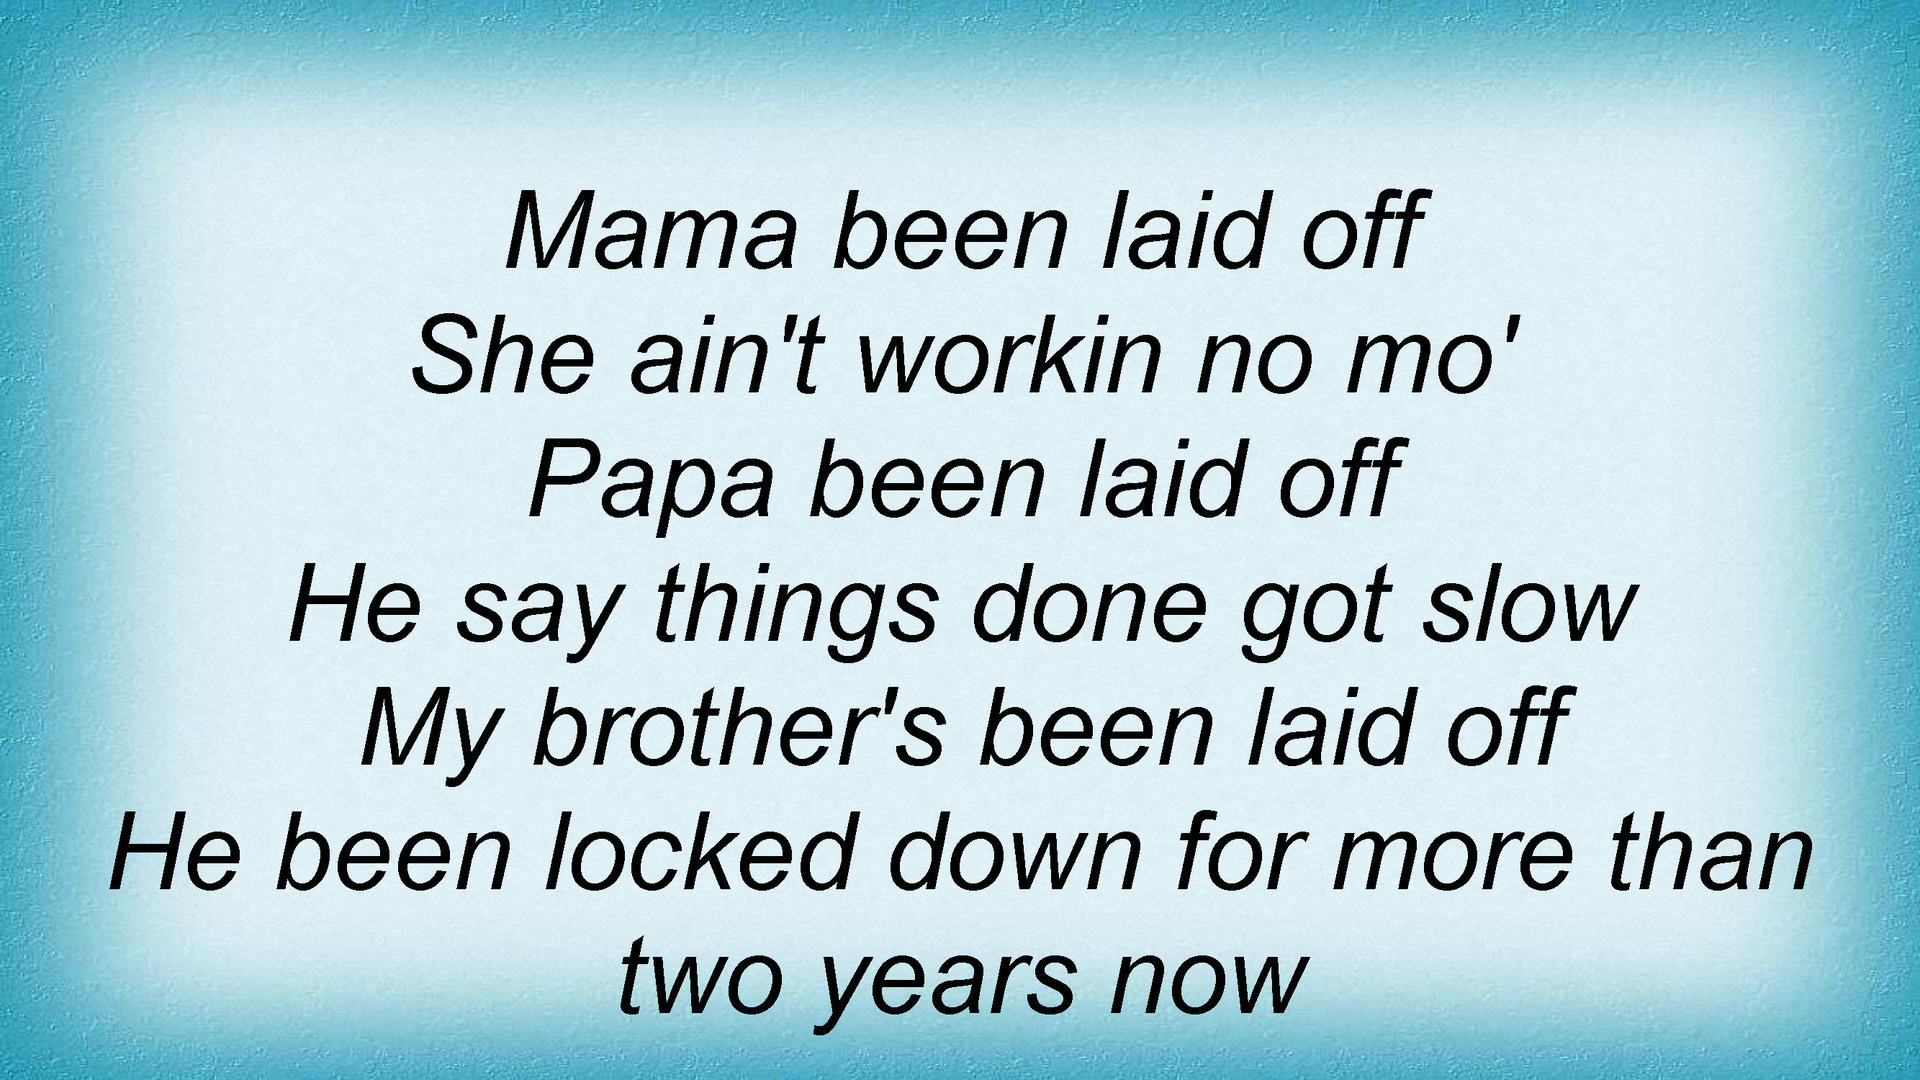 Mama been laid off
She ain't workin no mo'
Papa been laid off
He say things done got slow
My brother's been laid off
He been locked down for more than
two years now